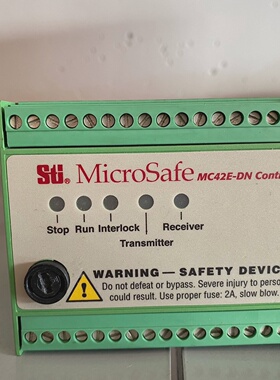 STI® MicroSafe MC42E-DN Cont
Stop Run Interlock Receiver
Transmitter
WARNING — SAFETY DEVIC
Do not defeat or bypass. Severe injury to perso
could result. Use proper fuse: 2A, slow blow.